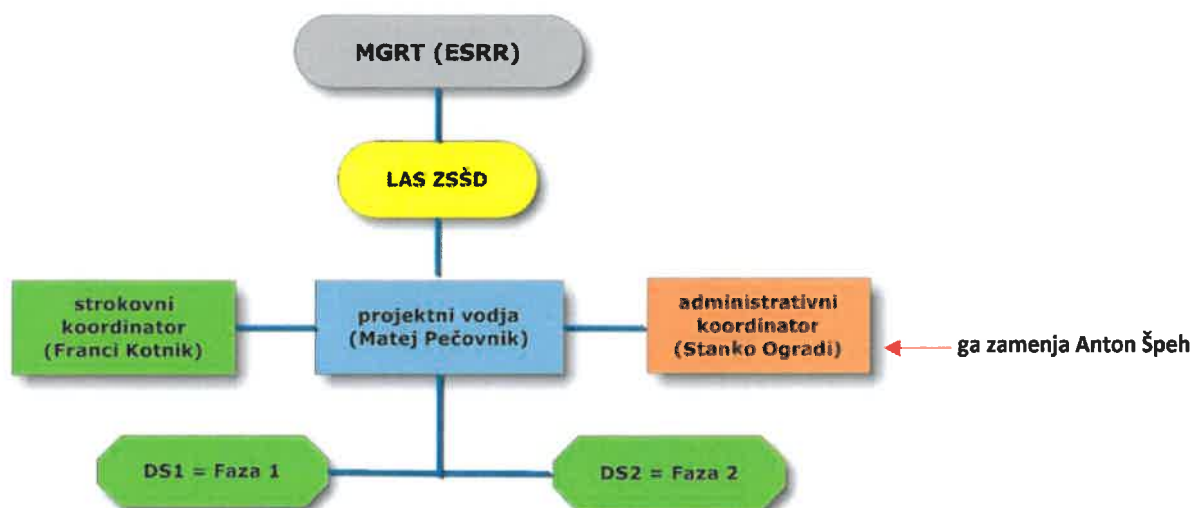 MGRT (ESRR)
LAS ZSŠD
strokovni
koordinator
(Franci Kotnik)
projektni vodja
(Matej Pečovnik)
administrativni
koordinator
(Stanko Ogradi)
ga zamenja Anton Špeh
DS1 = Faza 1
DS2 = Faza 2